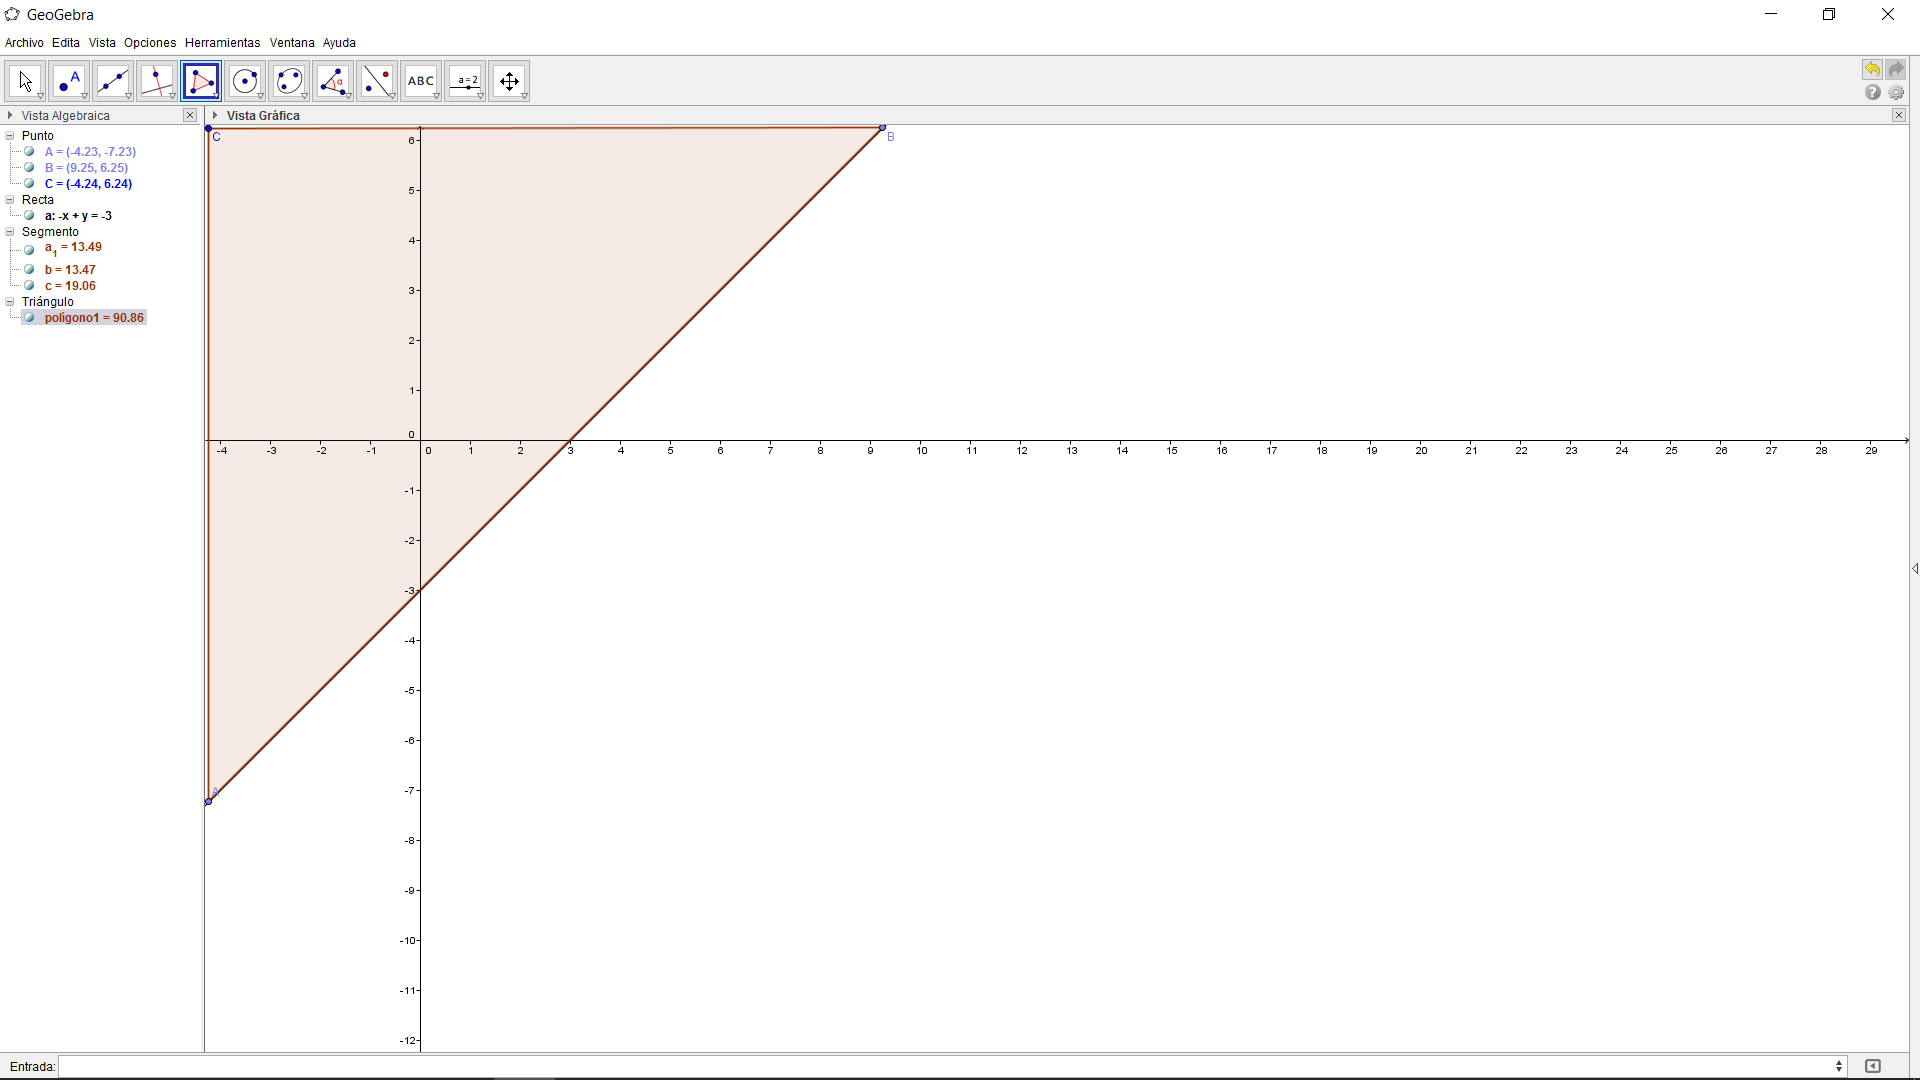 GeoGebra
Archivo Edita Vista Opciones Herramientas Ventana Ayuda
A
α
ABC
a=2
Vista Algebraica
Vista Gráfica
Punto
A = (-4.23, -7.23)
B = (9.25, 6.25)
C = (-4.24, 6.24)
Recta
a: -x + y = -3
Segmento
a1 = 13.49
b = 13.47
c = 19.06
Triángulo
polígono1 = 90.86
C
B
A
6
5
4
3
2
1
0
-4 -3 -2 -1 0 1 2 3 4 5 6 7 8 9 10 11 12 13 14 15 16 17 18 19 20 21 22 23 24 25 26 27 28 29
-1
-2
-3
-4
-5
-6
-7
-8
-9
-10
-11
-12
Entrada: